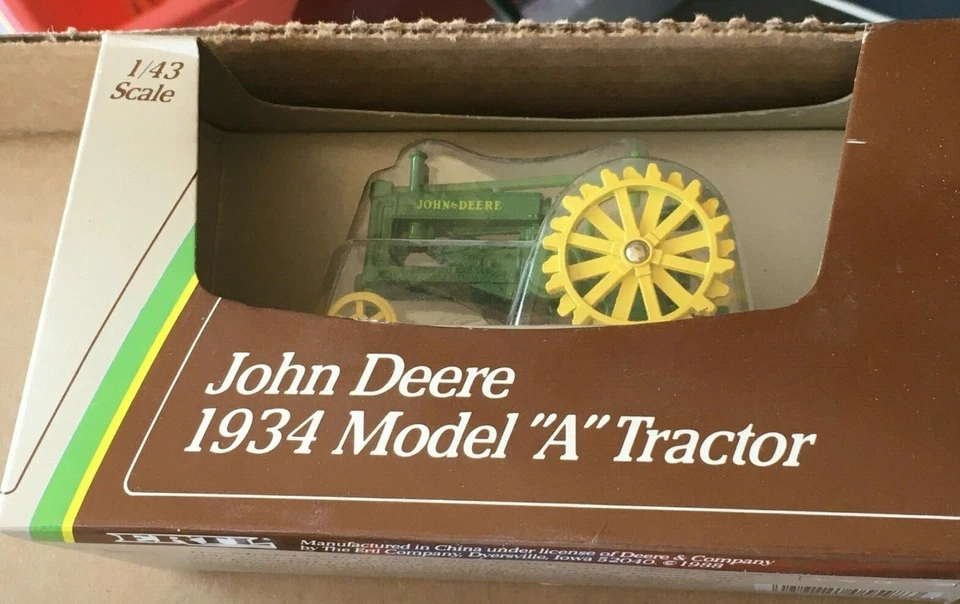 1/43
Scale
JOHN DEERE
John Deere
1934 Model "A" Tractor
ERTL
Manufactured in China under license of Deere & Company
by The Ertl Company, Dyersville, Iowa 52040. © 1988